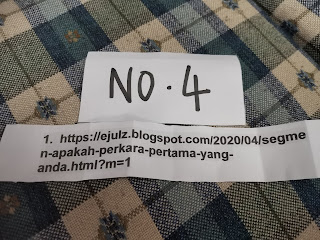 NO. 4
1. https://ejulz.blogspot.com/2020/04/segme
n-apakah-perkara-pertama-yang-
anda.html?m=1